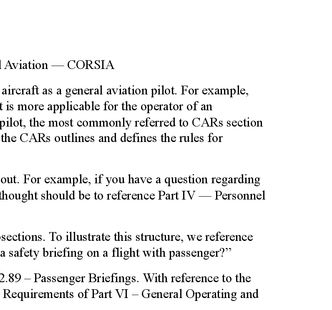 l Aviation — CORSIA
aircraft as a general aviation pilot. For example,
t is more applicable for the operator of an
pilot, the most commonly referred to CARs section
the CARs outlines and defines the rules for
out. For example, if you have a question regarding
thought should be to reference Part IV — Personnel
sections. To illustrate this structure, we reference
a safety briefing on a flight with passenger?”
2.89 – Passenger Briefings. With reference to the
Requirements of Part VI – General Operating and